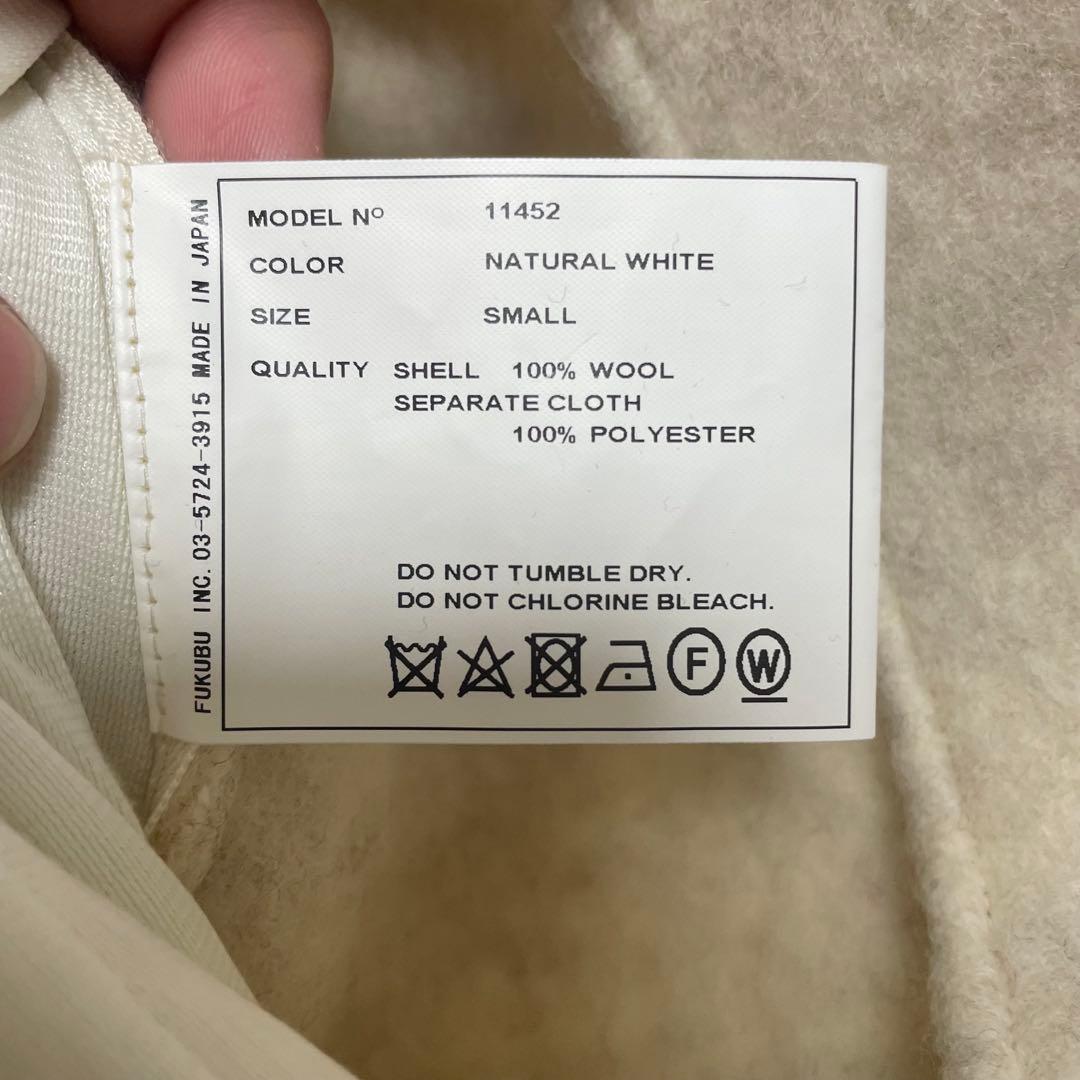 FUKUBU INC. 03-5724-3915 MADE IN JAPAN
MODEL Nº 11452
COLOR NATURAL WHITE
SIZE SMALL
QUALITY SHELL 100% WOOL
SEPARATE CLOTH
100% POLYESTER
DO NOT TUMBLE DRY.
DO NOT CHLORINE BLEACH.
F W